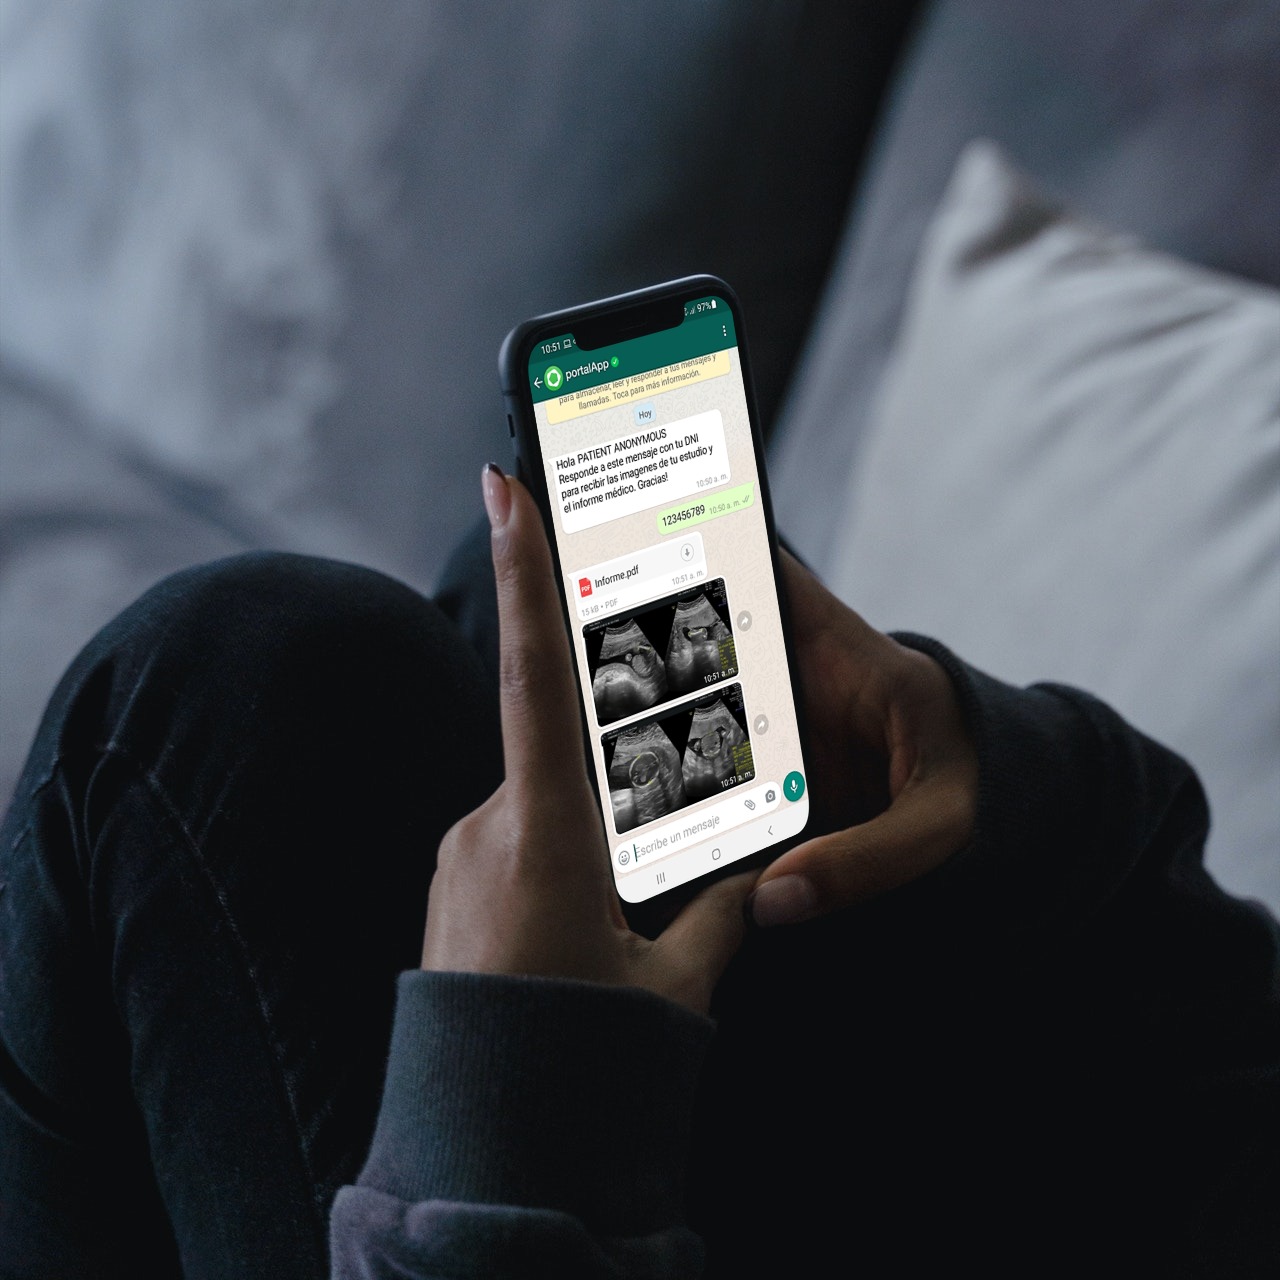 10:51
97%
portalApp
para almacenar, leer y responder a tus mensajes y
llamadas. Toca para más información.
Hoy
Hola PATIENT ANONYMOUS
Responde a este mensaje con tu DNI
para recibir las imagenes de tu estudio y
el informe médico. Gracias!
10:50 a. m.
123456789 10:50 a. m.
PDF
Informe.pdf
15 kB • PDF
10:51 a. m.
10:51 a. m.
10:51 a. m.
Escribe un mensaje